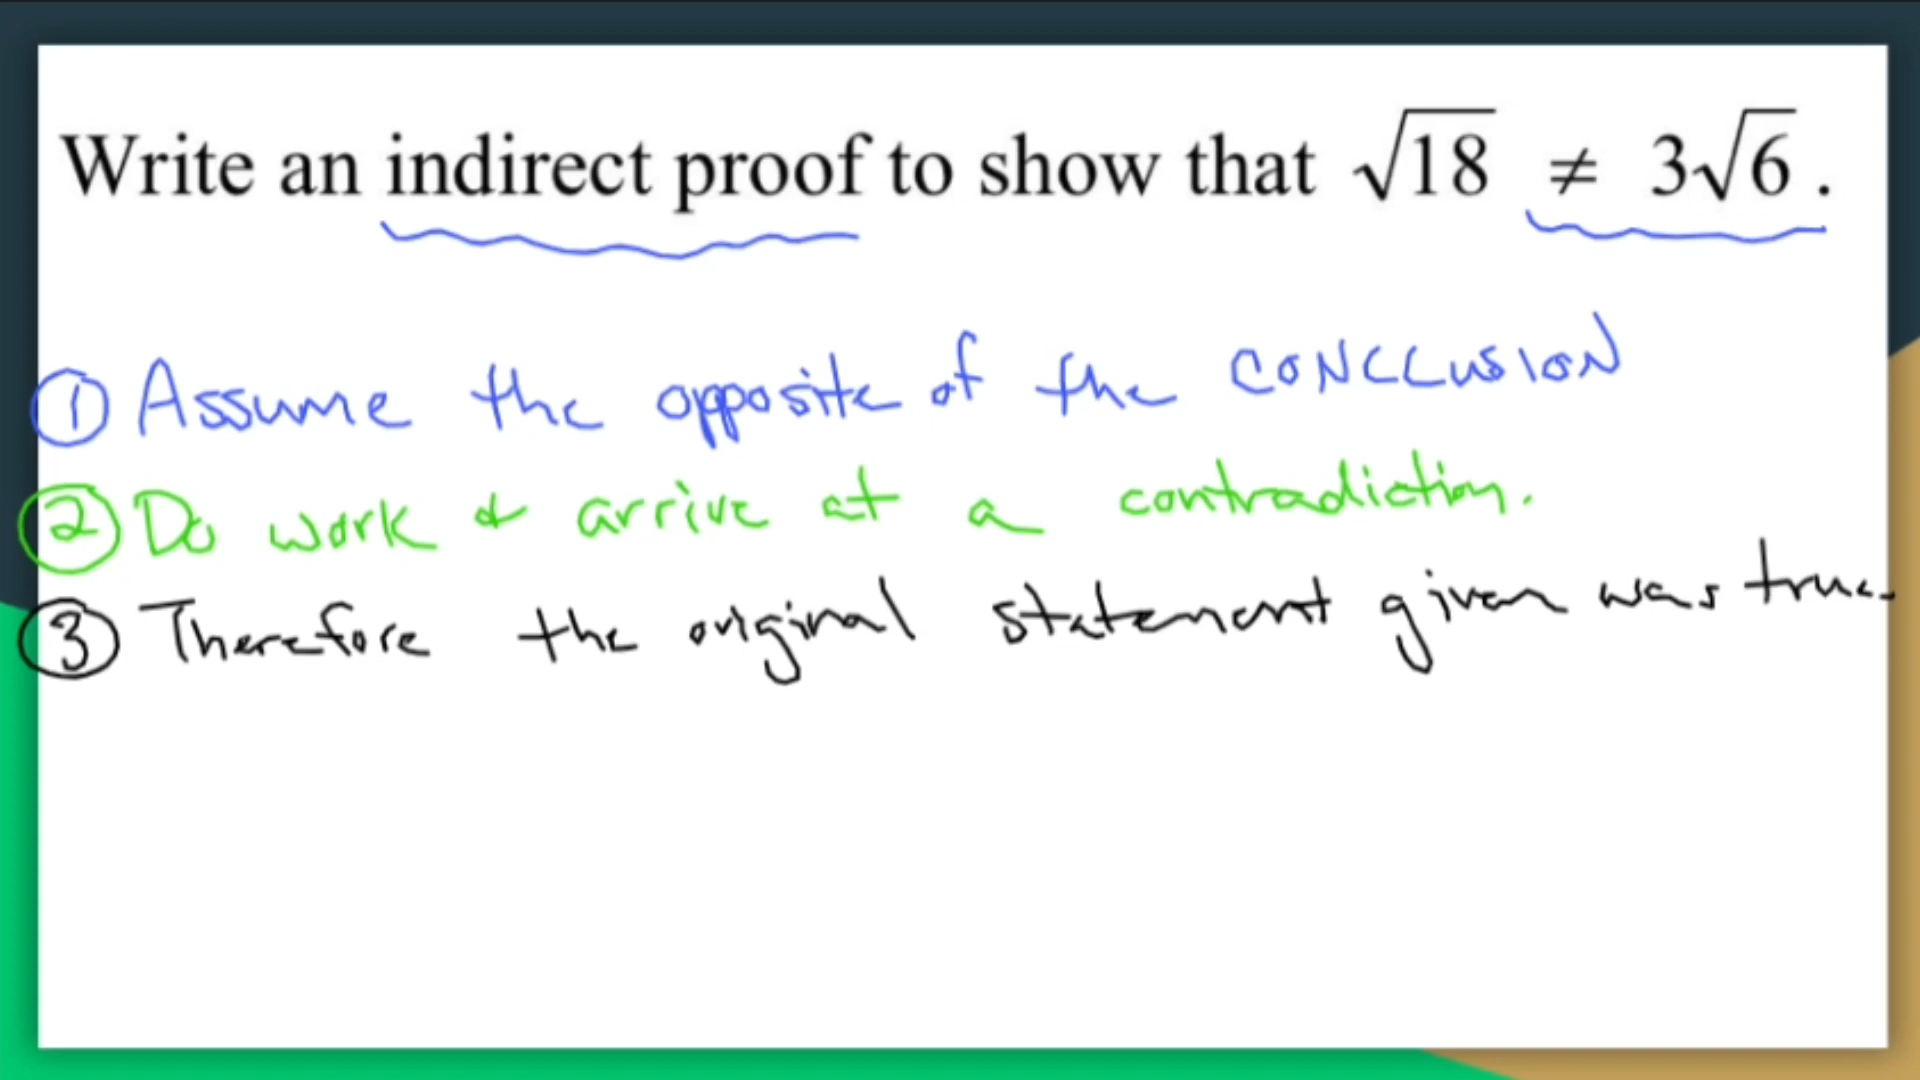 Write an indirect proof to show that √18 ≠ 3√6.
① Assume the opposite of the CONCLUSION
② Do work & arrive at a contradiction.
③ Therefore the original statement given was true.